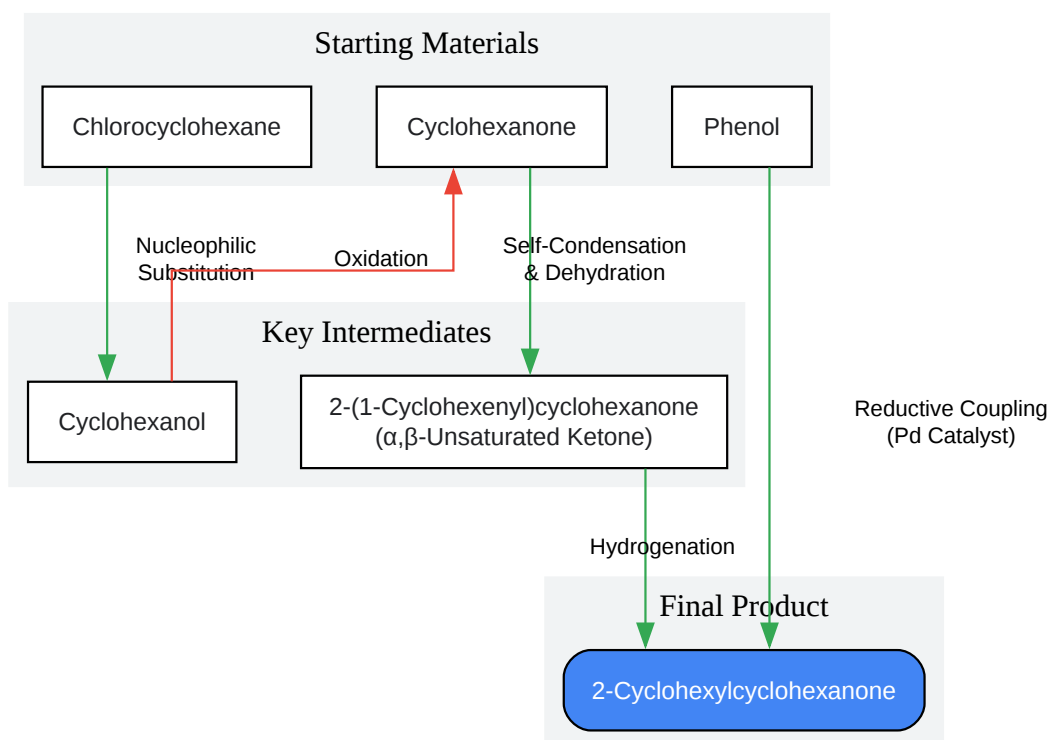 Starting Materials
Chlorocyclohexane
Cyclohexanone
Phenol
Nucleophilic
Substitution
Oxidation
Self-Condensation
& Dehydration
Key Intermediates
Cyclohexanol
2-(1-Cyclohexenyl)cyclohexanone
(α,β-Unsaturated Ketone)
Reductive Coupling
(Pd Catalyst)
Hydrogenation
Final Product
2-Cyclohexylcyclohexanone